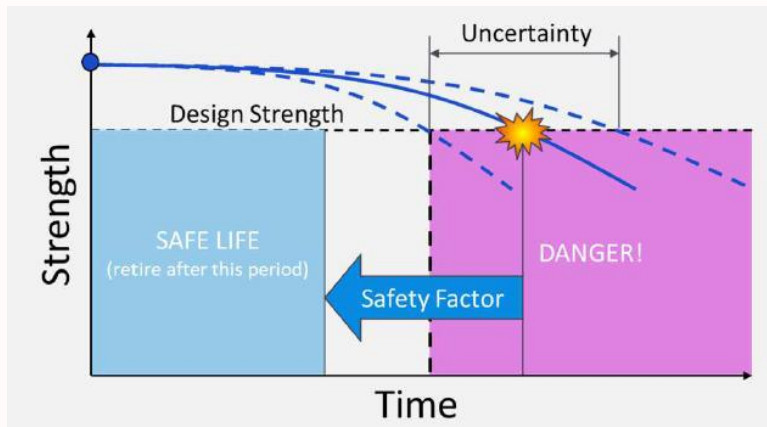 Uncertainty
Design Strength
Strength
SAFE LIFE
(retire after this period)
DANGER!
Safety Factor
Time